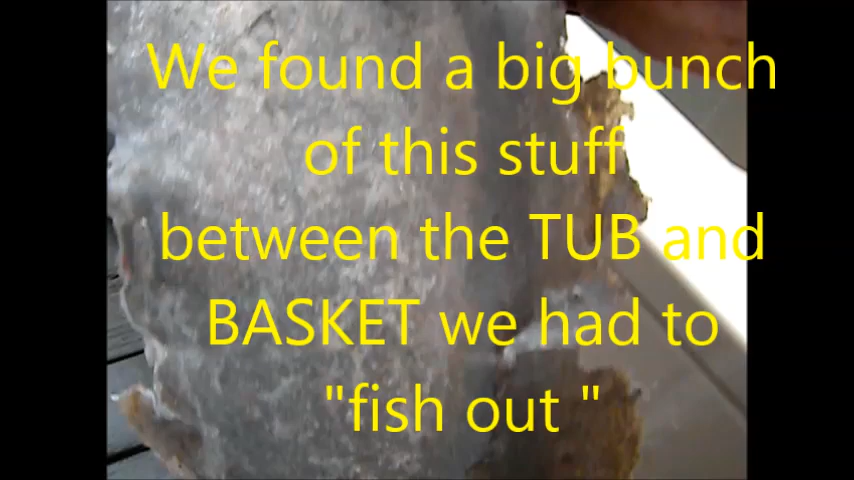 We found a big bunch
of this stuff
between the TUB and
BASKET we had to
"fish out "